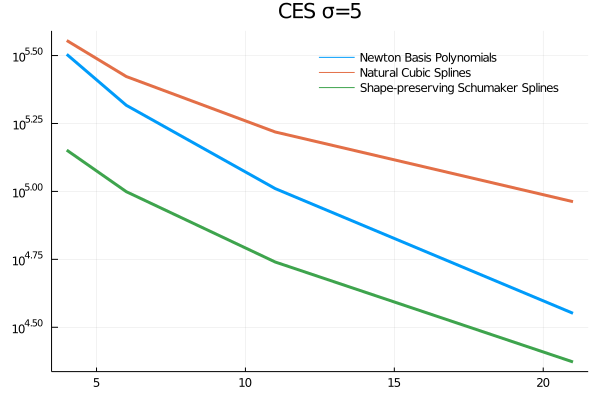 CES σ=5
10^5.50
10^5.25
10^5.00
10^4.75
10^4.50
Newton Basis Polynomials
Natural Cubic Splines
Shape-preserving Schumaker Splines
5 10 15 20